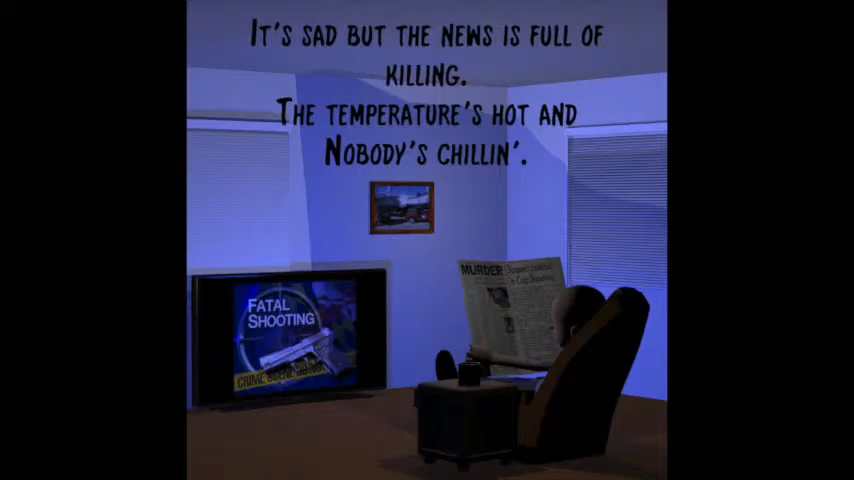 It's sad but the news is full of
killing.
The temperature's hot and
Nobody's chillin'.
MURDER
Fatal
Shooting
CRIME SCENE